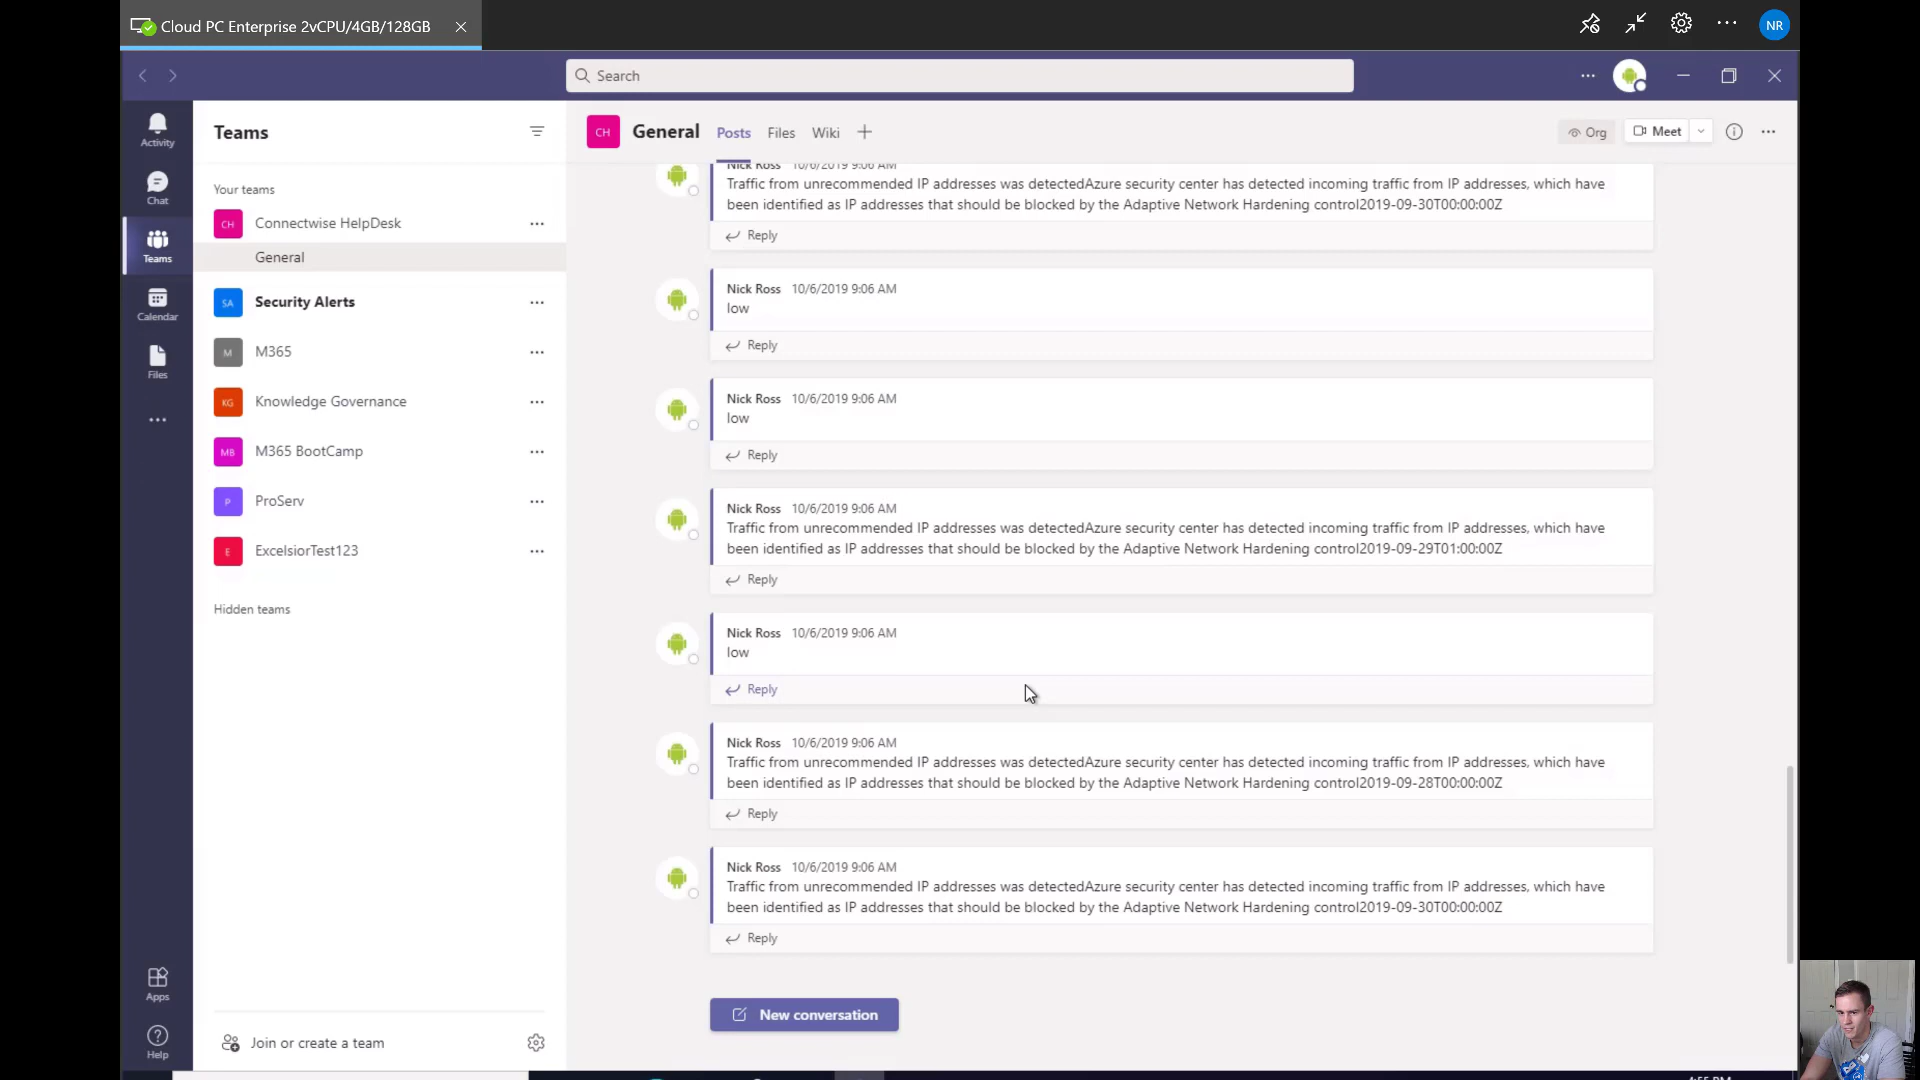 Cloud PC Enterprise 2vCPU/4GB/128GB
NR
Search
Activity
Chat
Teams
Calendar
Files
Apps
Help
Teams
Your teams
CH Connectwise HelpDesk
General
SA Security Alerts
M M365
KG Knowledge Governance
MB M365 BootCamp
P ProServ
E ExcelsiorTest123
Hidden teams
Join or create a team
CH General Posts Files Wiki
Org Meet
Nick Ross 10/6/2019 9:06 AM
Traffic from unrecommended IP addresses was detectedAzure security center has detected incoming traffic from IP addresses, which have
been identified as IP addresses that should be blocked by the Adaptive Network Hardening control2019-09-30T00:00:00Z
Reply
Nick Ross 10/6/2019 9:06 AM
low
Reply
Nick Ross 10/6/2019 9:06 AM
low
Reply
Nick Ross 10/6/2019 9:06 AM
Traffic from unrecommended IP addresses was detectedAzure security center has detected incoming traffic from IP addresses, which have
been identified as IP addresses that should be blocked by the Adaptive Network Hardening control2019-09-29T01:00:00Z
Reply
Nick Ross 10/6/2019 9:06 AM
low
Reply
Nick Ross 10/6/2019 9:06 AM
Traffic from unrecommended IP addresses was detectedAzure security center has detected incoming traffic from IP addresses, which have
been identified as IP addresses that should be blocked by the Adaptive Network Hardening control2019-09-28T00:00:00Z
Reply
Nick Ross 10/6/2019 9:06 AM
Traffic from unrecommended IP addresses was detectedAzure security center has detected incoming traffic from IP addresses, which have
been identified as IP addresses that should be blocked by the Adaptive Network Hardening control2019-09-30T00:00:00Z
Reply
New conversation